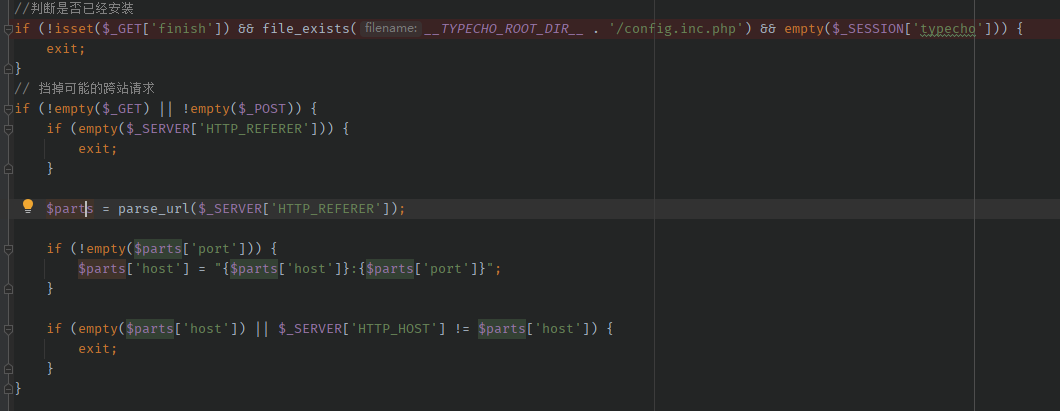 //判断是否已经安装
if (!isset($_GET['finish']) && file_exists( filename: __TYPECHO_ROOT_DIR__ . '/config.inc.php') && empty($_SESSION['typecho'])) {
    exit;
}
// 挡掉可能的跨站请求
if (!empty($_GET) || !empty($_POST)) {
    if (empty($_SERVER['HTTP_REFERER'])) {
        exit;
    }
    $parts = parse_url($_SERVER['HTTP_REFERER']);
    if (!empty($parts['port'])) {
        $parts['host'] = "{$parts['host']}:{$parts['port']}";
    }
    if (empty($parts['host']) || $_SERVER['HTTP_HOST'] != $parts['host']) {
        exit;
    }
}